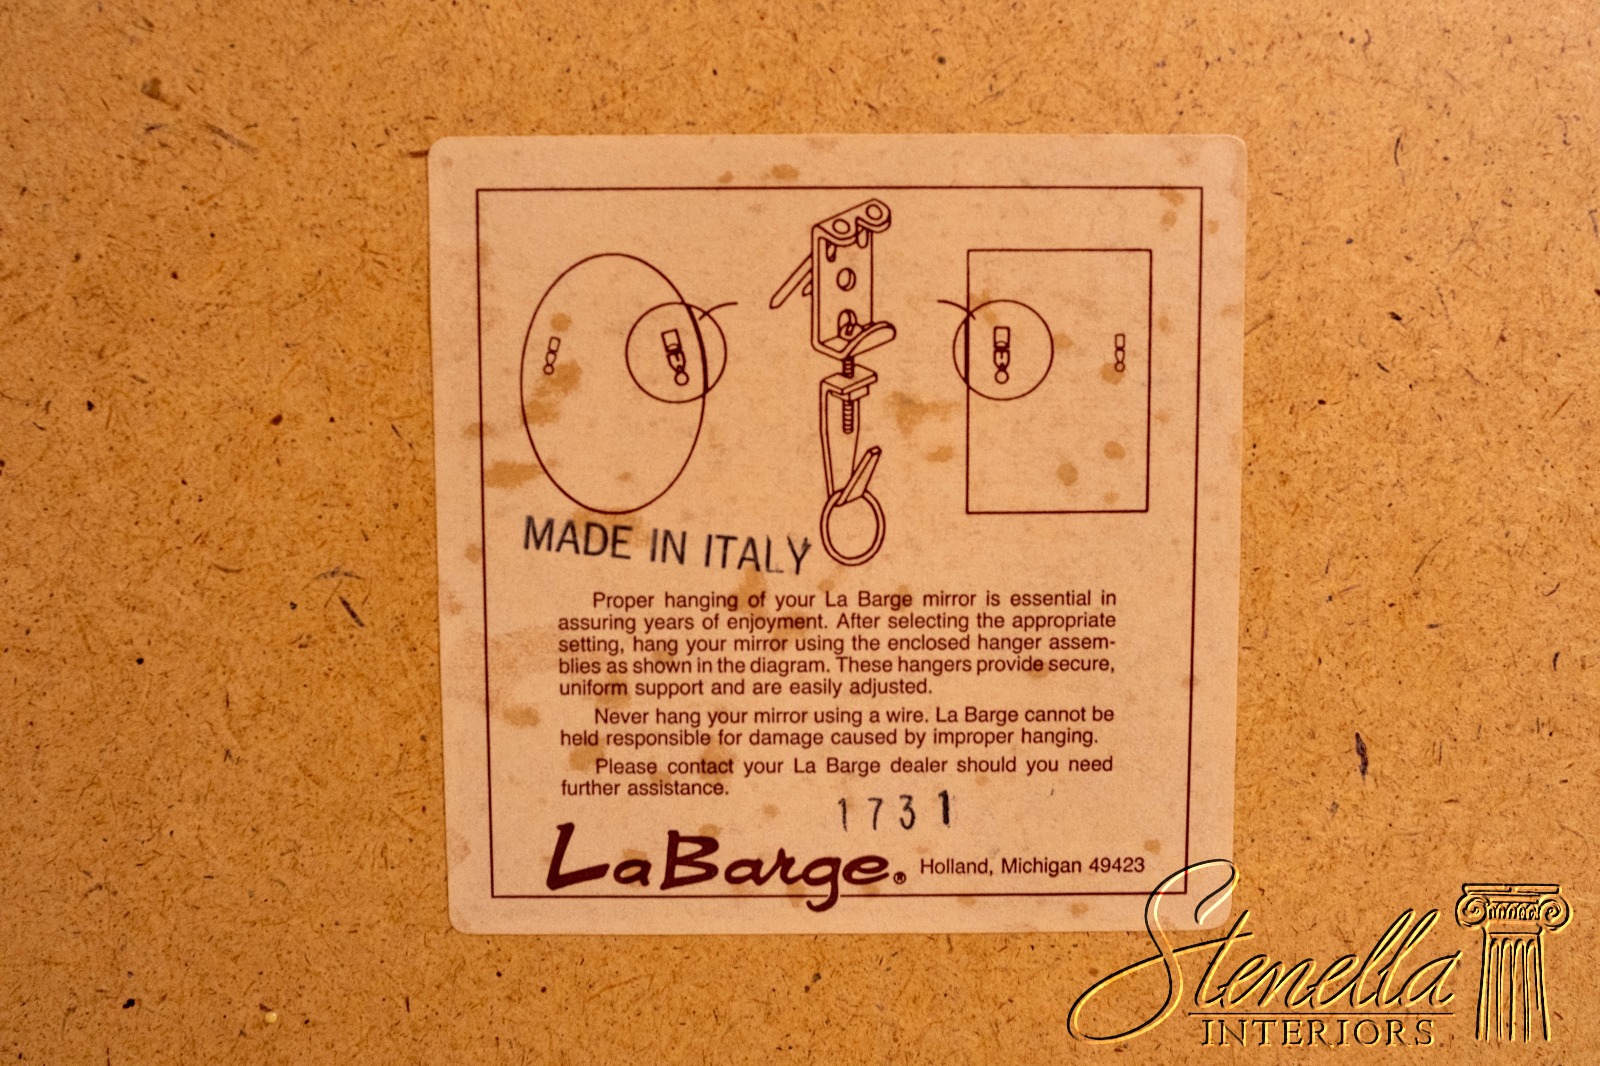 MADE IN ITALY
Proper hanging of your La Barge mirror is essential in
assuring years of enjoyment. After selecting the appropriate
setting, hang your mirror using the enclosed hanger assem-
blies as shown in the diagram. These hangers provide secure,
uniform support and are easily adjusted.
Never hang your mirror using a wire. La Barge cannot be
held responsible for damage caused by improper hanging.
Please contact your La Barge dealer should you need
further assistance.
1731
LaBarge® Holland, Michigan 49423
Stenella
INTERIORS